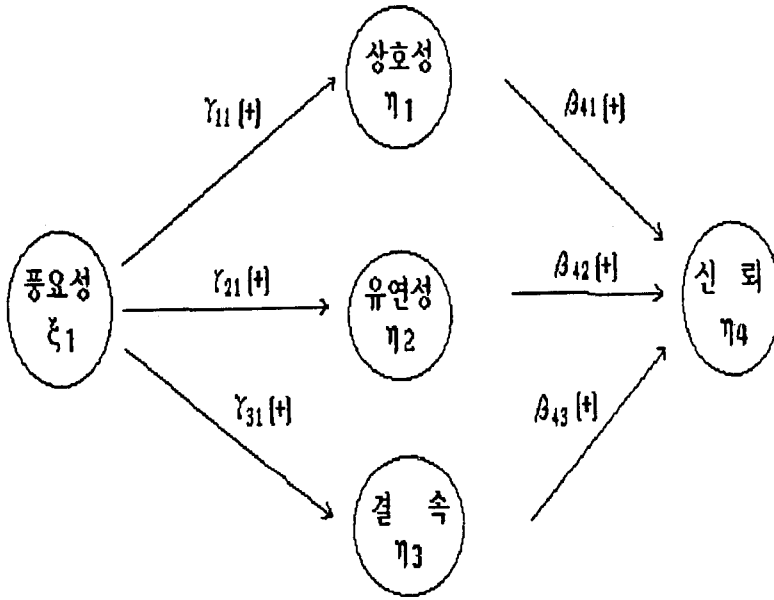 상호성
η1
γ11 (+)
β41(+)
풍요성
ξ1
γ21 (+)
유연성
η2
β42(+)
신 뢰
η4
γ31 (+)
β43 (+)
결 속
η3